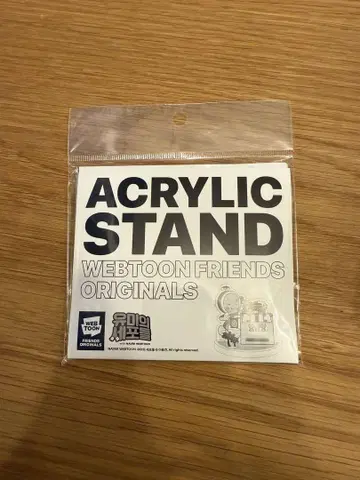 ACRYLIC
STAND
WEBTOON FRIENDS
ORIGINALS
WEB
TOON
FRIENDS
ORIGINALS
유미의
세포들